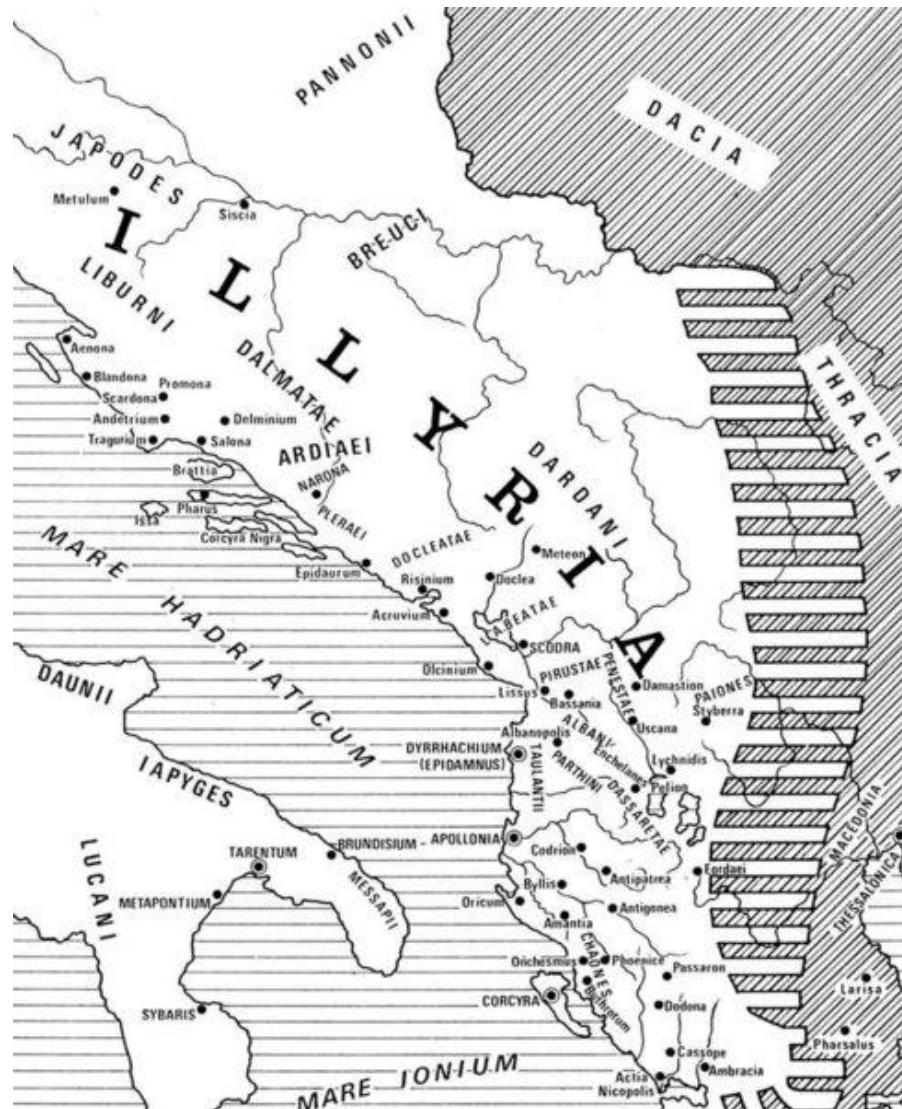 PANNONII
DACIA
JAPODES
Metulum
Siscia
ILLYRIA
BREUCI
LIBURNI
THRACIA
Aenona
DALMATAE
Blandona
Promona
Scardona
Andetrium
Delminium
Tragurium
Salona
ARDIAEI
DARDANI
Brattia
NARONA
Pharus
Issa
PLERAEI
Corcyra Nigra
MARE HADRIATICUM
DOCLEATAE
Meteon
Epidaurum
Risinium
Doclea
Acruvium
LABEATAE
SCODRA
DAUNII
Olcinium
PIRUSTAE
PENESTAE
Damastion
PAIONES
Lissus
Bassania
Styberra
Uscana
ALBANI
Albanopolis
Enchelanes
DYRRHACHIUM
(EPIDAMNUS)
TAULANTII
PARTHINI
Lychnidis
Pelion
DASSARETAE
IAPYGES
MACEDONIA
LUCANI
BRUNDISIUM - APOLLONIA
THESSALONICA
TARENTUM
Codrion
Antipatrea
Eordaei
MESSAPII
METAPONTIUM
Byllis
Oricum
Antigonea
Amantia
CHAONES
Onchesmus
Phoenice
Passaron
Larisa
Buthrotum
CORCYRA
Dodona
SYBARIS
Pharsalus
Cassope
Ambracia
MARE IONIUM
Actia
Nicopolis